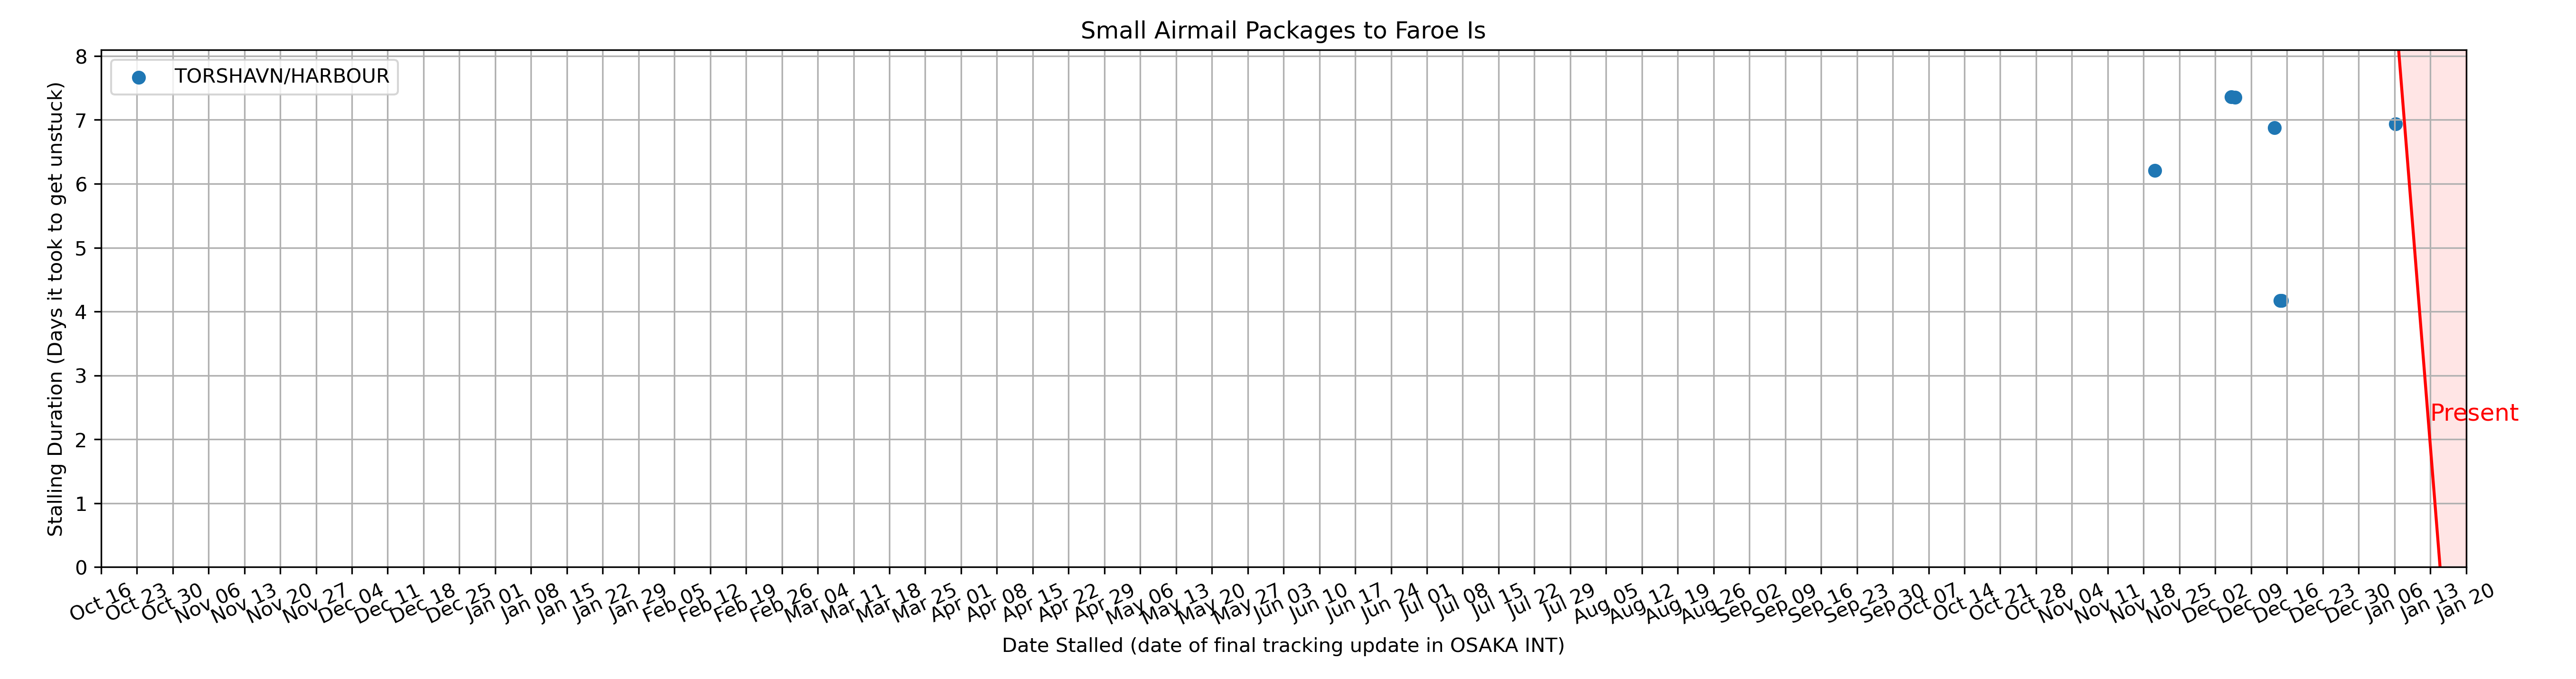 Small Airmail Packages to Faroe Is
TORSHAVN/HARBOUR
Stalling Duration (Days it took to get unstuck)
8
7
6
5
4
3
2
1
0
Present
Oct 16 Oct 23 Oct 30 Nov 06 Nov 13 Nov 20 Nov 27 Dec 04 Dec 11 Dec 18 Dec 25 Jan 01 Jan 08 Jan 15 Jan 22 Jan 29 Feb 05 Feb 12 Feb 19 Feb 26 Mar 04 Mar 11 Mar 18 Mar 25 Apr 01 Apr 08 Apr 15 Apr 22 Apr 29 May 06 May 13 May 20 May 27 Jun 03 Jun 10 Jun 17 Jun 24 Jul 01 Jul 08 Jul 15 Jul 22 Jul 29 Aug 05 Aug 12 Aug 19 Aug 26 Sep 02 Sep 09 Sep 16 Sep 23 Sep 30 Oct 07 Oct 14 Oct 21 Oct 28 Nov 04 Nov 11 Nov 18 Nov 25 Dec 02 Dec 09 Dec 16 Dec 23 Dec 30 Jan 06 Jan 13 Jan 20
Date Stalled (date of final tracking update in OSAKA INT)